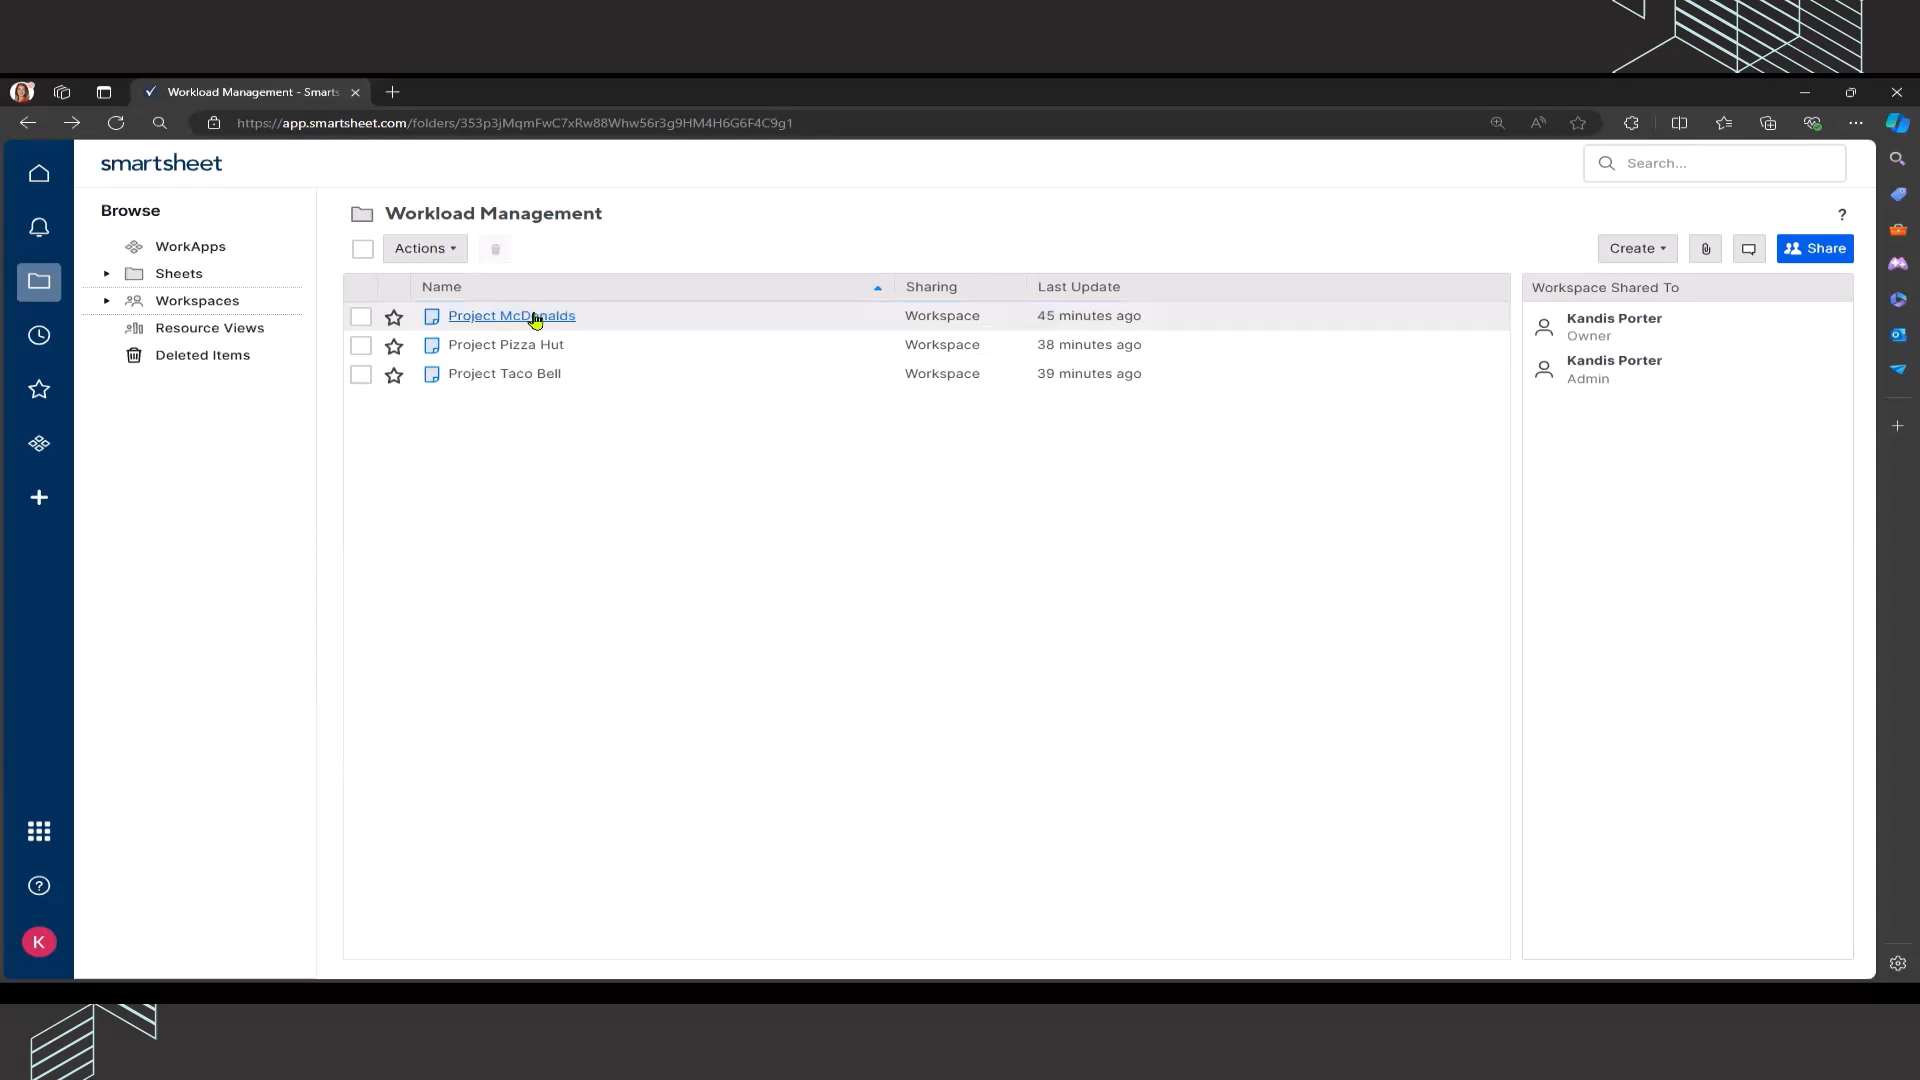 Workload Management - Smarts
https://app.smartsheet.com/folders/353p3jMqmFwC7xRw88Whw56r3g9HM4H6G6F4C9g1
smartsheet
Search...
Browse
WorkApps
Sheets
Workspaces
Resource Views
Deleted Items
Workload Management
?
Actions
Create
Share
Name Sharing Last Update
Project McDonalds Workspace 45 minutes ago
Project Pizza Hut Workspace 38 minutes ago
Project Taco Bell Workspace 39 minutes ago
Workspace Shared To
Kandis Porter
Owner
Kandis Porter
Admin
K